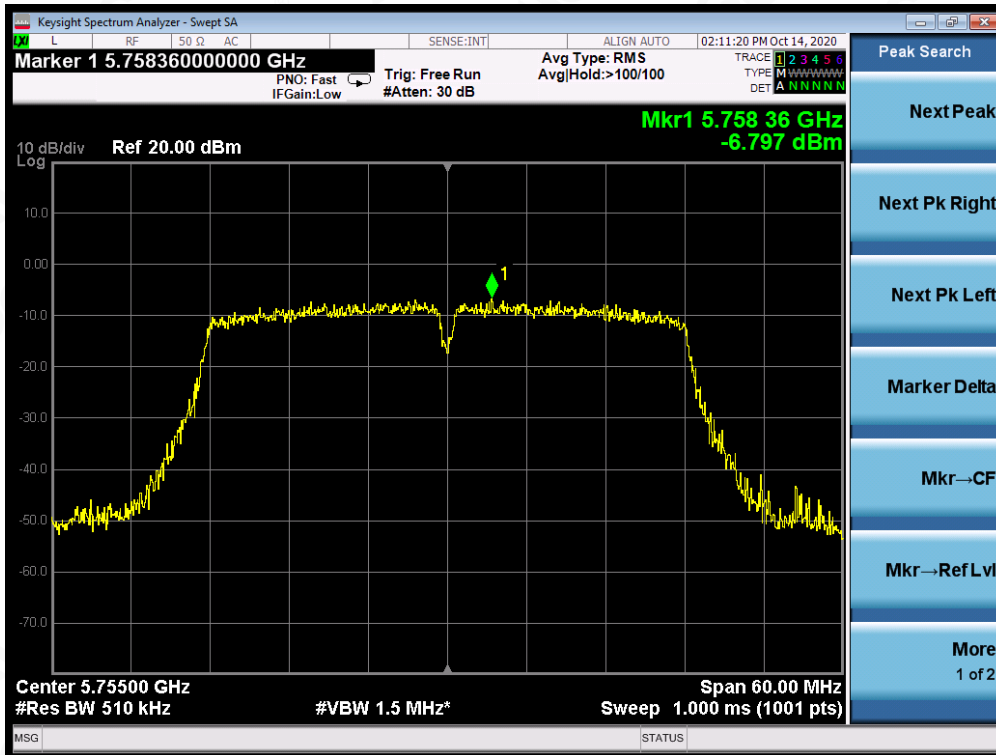 Keysight Spectrum Analyzer - Swept SA
LXI L RF 50 Ω AC SENSE:INT ALIGN AUTO 02:11:20 PM Oct 14, 2020
Marker 1 5.758360000000 GHz
PNO: Fast
IFGain:Low
Trig: Free Run
#Atten: 30 dB
Avg Type: RMS
Avg|Hold:>100/100
TRACE 1 2 3 4 5 6
TYPE M WWWWW
DET A N N N N N
Mkr1 5.758 36 GHz
-6.797 dBm
10 dB/div Ref 20.00 dBm
Log
10.0
0.00
1
-10.0
-20.0
-30.0
-40.0
-50.0
-60.0
-70.0
Center 5.75500 GHz Span 60.00 MHz
#Res BW 510 kHz #VBW 1.5 MHz* Sweep 1.000 ms (1001 pts)
MSG STATUS
Peak Search
Next Peak
Next Pk Right
Next Pk Left
Marker Delta
Mkr→CF
Mkr→Ref Lvl
More
1 of 2